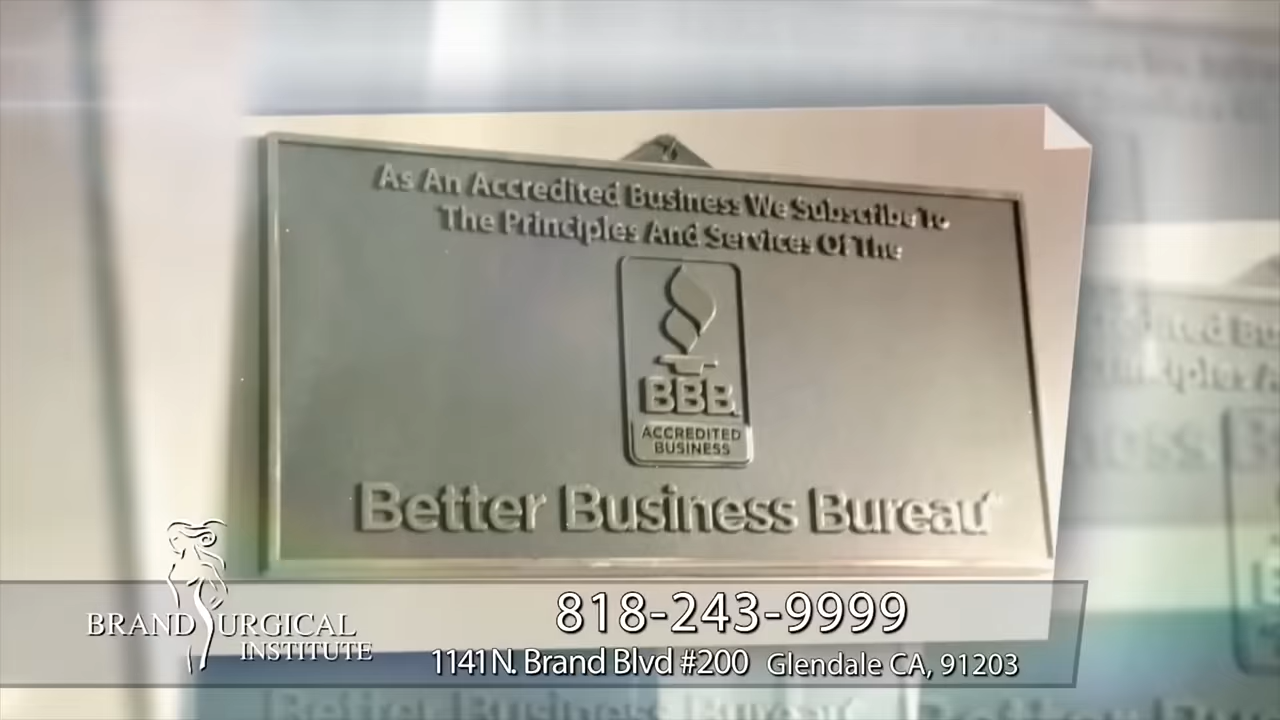 As An Accredited Business We Subscribe To
The Principles And Services Of The
BBB.
ACCREDITED
BUSINESS
Better Business Bureau
BRAND SURGICAL
INSTITUTE
818-243-9999
1141 N. Brand Blvd #200 Glendale CA, 91203